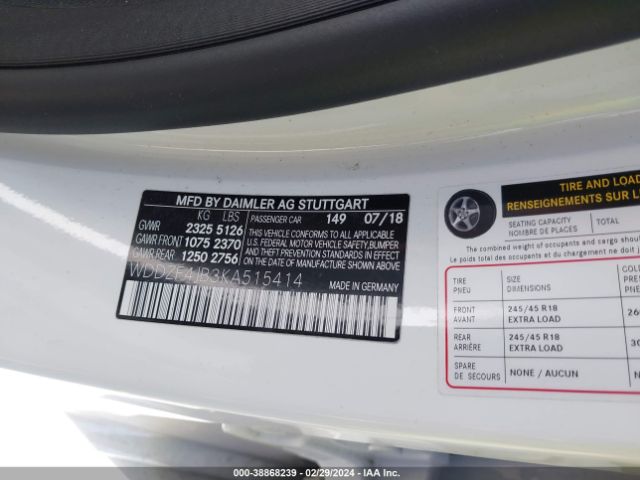 MFD BY DAIMLER AG STUTTGART
KG LBS
GVWR 2325 5126
GAWR FRONT 1075 2370
GAWR REAR 1250 2756
PASSENGER CAR 149 07/18
THIS VEHICLE CONFORMS TO ALL APPLICABLE
U.S. FEDERAL MOTOR VEHICLE SAFETY, BUMPER
AND THEFT PREVENTION STANDARDS IN EFFECT
ON THE DATE OF MANUFACTURE SHOWN ABOVE.
WDDZF4JB3KA515414
MADE IN GERMANY
TIRE AND LOAD
RENSEIGNEMENTS SUR
SEATING CAPACITY
NOMBRE DE PLACES
TOTAL
The combined weight of occupants and cargo should
Le poids total des occupants et du chargement
TIRE
PNEU
SIZE
DIMENSIONS
FRONT
AVANT
245/45 R18
EXTRA LOAD
REAR
ARRIÈRE
245/45 R18
EXTRA LOAD
SPARE
DE SECOURS
NONE / AUCUN
000-38868239 - 02/29/2024 - IAA Inc.